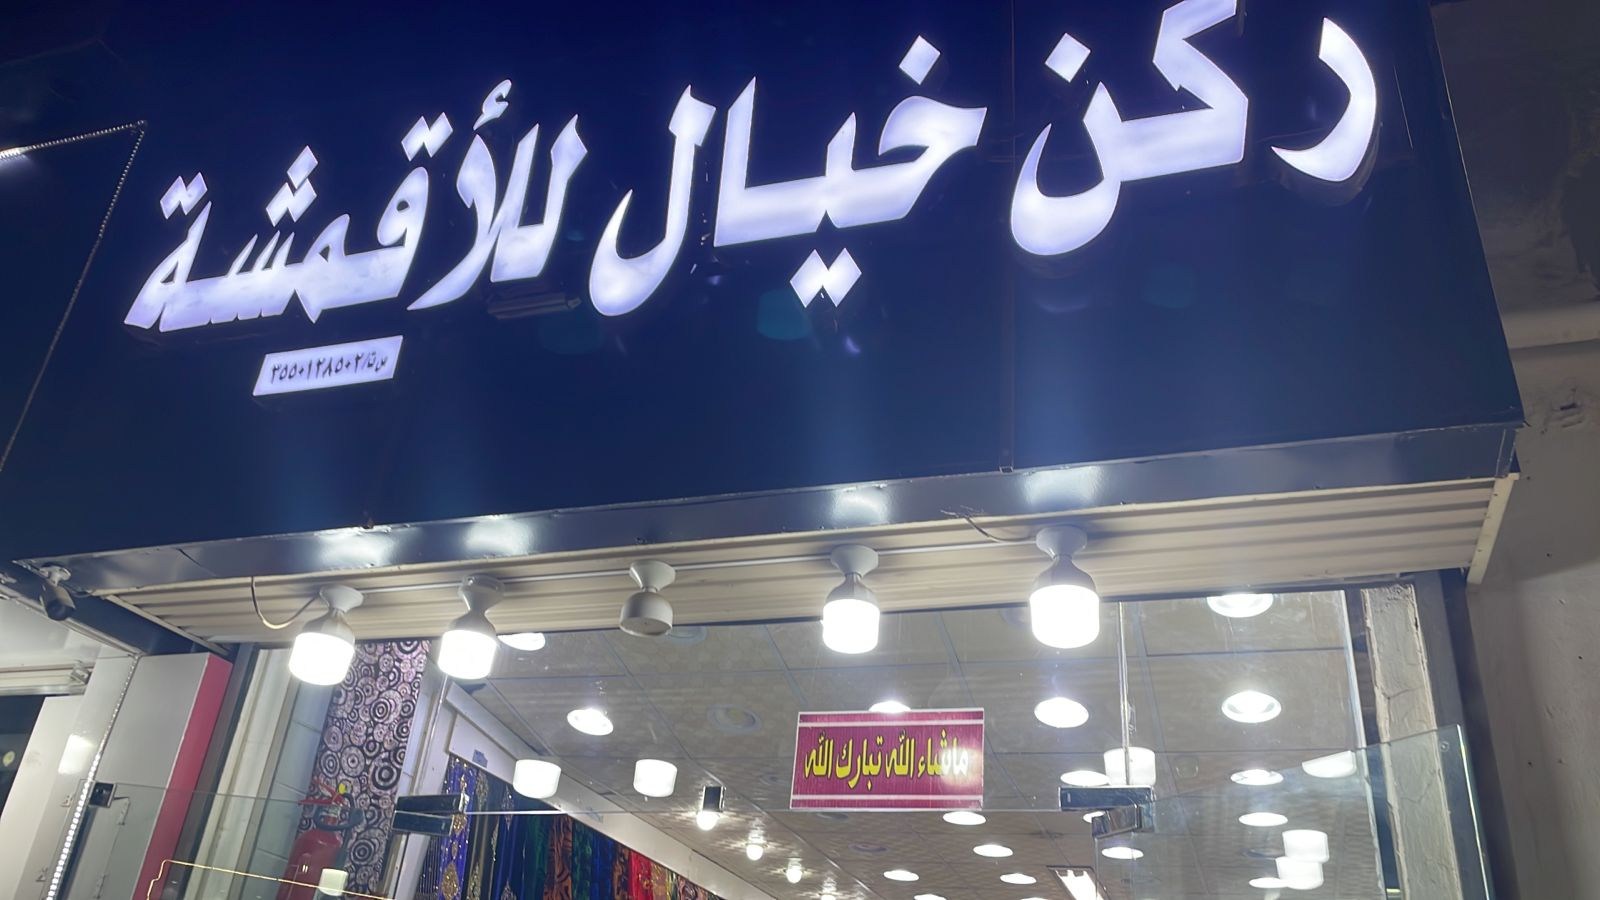 ركن خيال للأقمشة
س ت/٣٥٥٠١٢٨٥٠٢
ماشاء الله تبارك الله